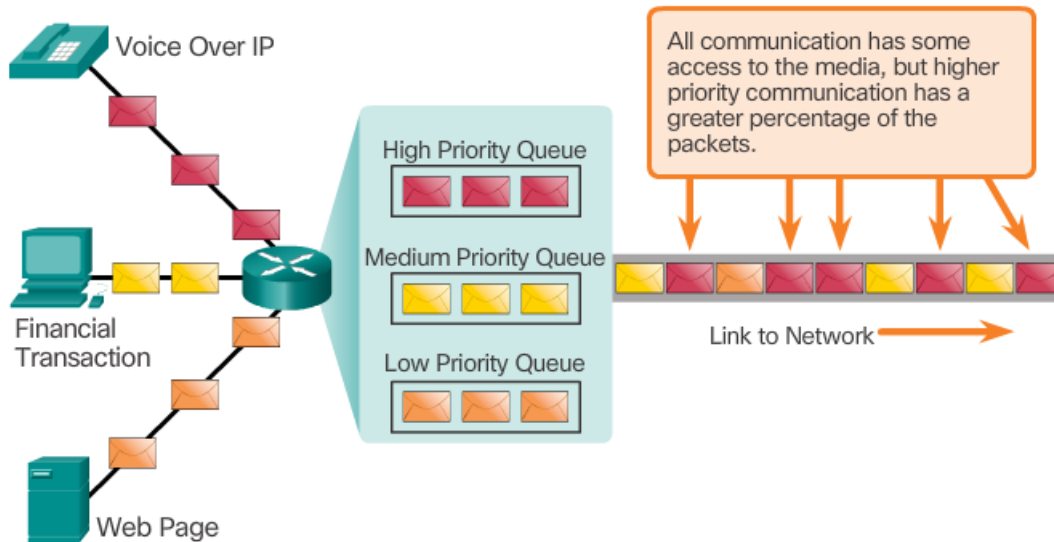 Voice Over IP
All communication has some
access to the media, but higher
priority communication has a
greater percentage of the
packets.
High Priority Queue
Medium Priority Queue
Financial
Transaction
Link to Network
Low Priority Queue
Web Page